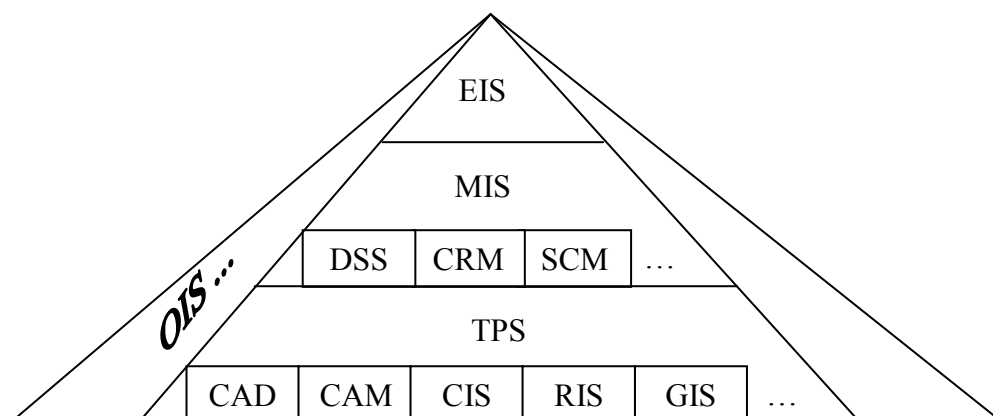 EIS
MIS
DSS CRM SCM …
OIS …
TPS
CAD CAM CIS RIS GIS …